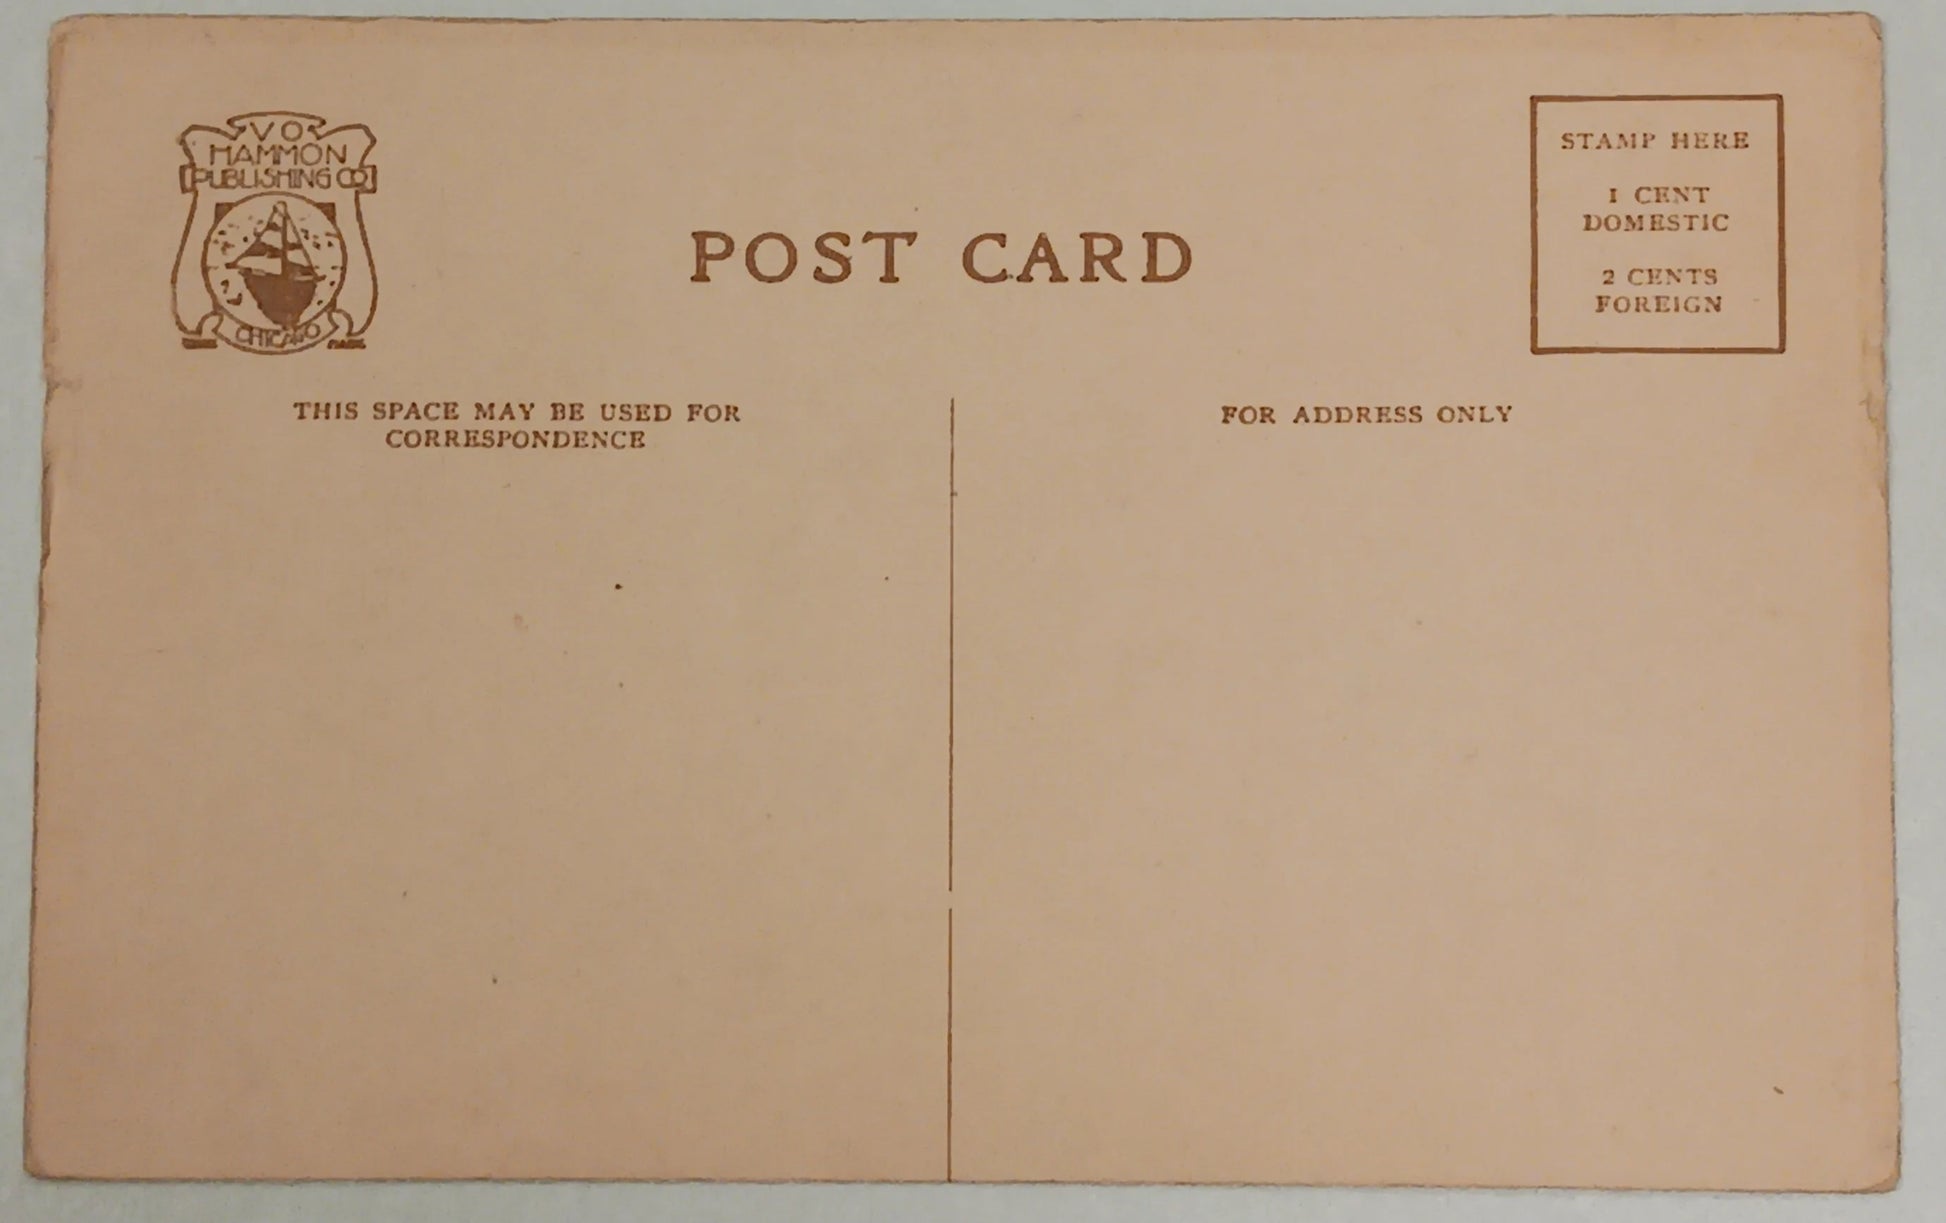 VO
HAMMON
PUBLISHING CO
CHICAGO
POST CARD
STAMP HERE
1 CENT
DOMESTIC
2 CENTS
FOREIGN
THIS SPACE MAY BE USED FOR
CORRESPONDENCE
FOR ADDRESS ONLY